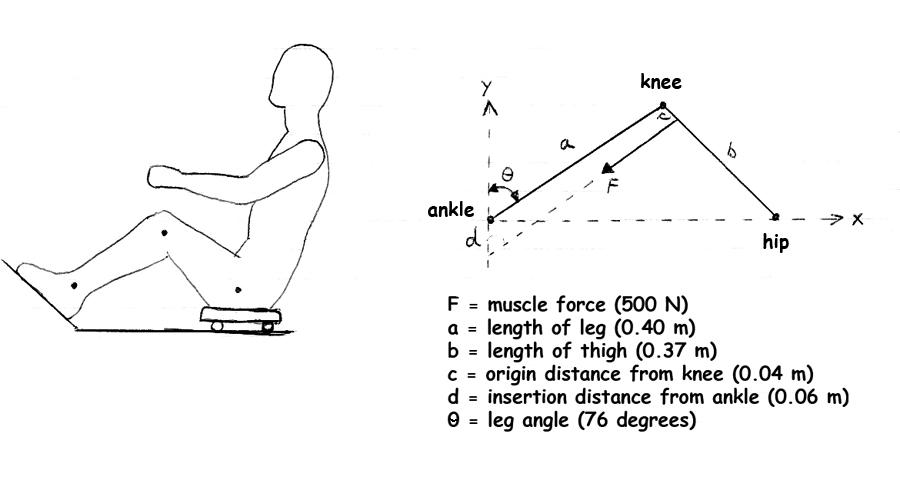 knee
y
c
a
b
θ
F
ankle
d
x
hip
F = muscle force (500 N)
a = length of leg (0.40 m)
b = length of thigh (0.37 m)
c = origin distance from knee (0.04 m)
d = insertion distance from ankle (0.06 m)
θ = leg angle (76 degrees)